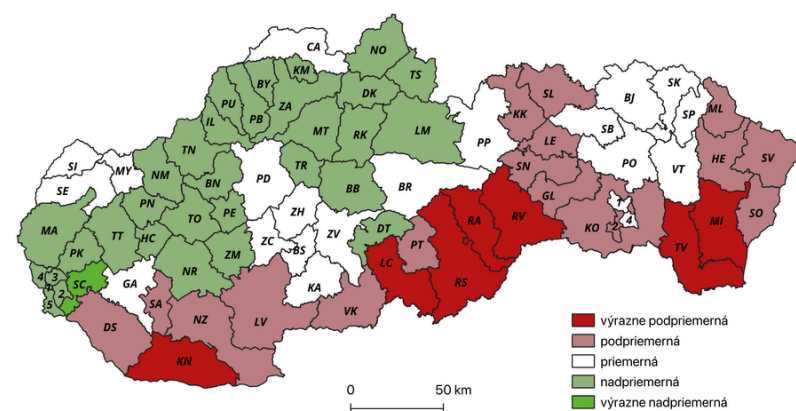 CA
NO
KM
TS
BY
PU
ZA
DK
SL
SK
BJ
ML
IL
PB
KK
SP
MT
RK
LM
LE
SB
PP
TN
PO
HE
SV
SI
MY
TR
SN
VT
SE
NM
BN
PD
BB
BR
GL
PN
TO
PE
ZH
RA
RV
SO
MA
TT
HC
ZV
DT
KO
2
4
MI
PK
ZM
ZC
BS
PT
TV
4
3
SC
NR
LC
RS
GA
KA
1
2
5
SA
NZ
LV
VK
DS
KN
výrazne podpriemerná
podpriemerná
priemerná
nadpriemerná
výrazne nadpriemerná
0
50 km